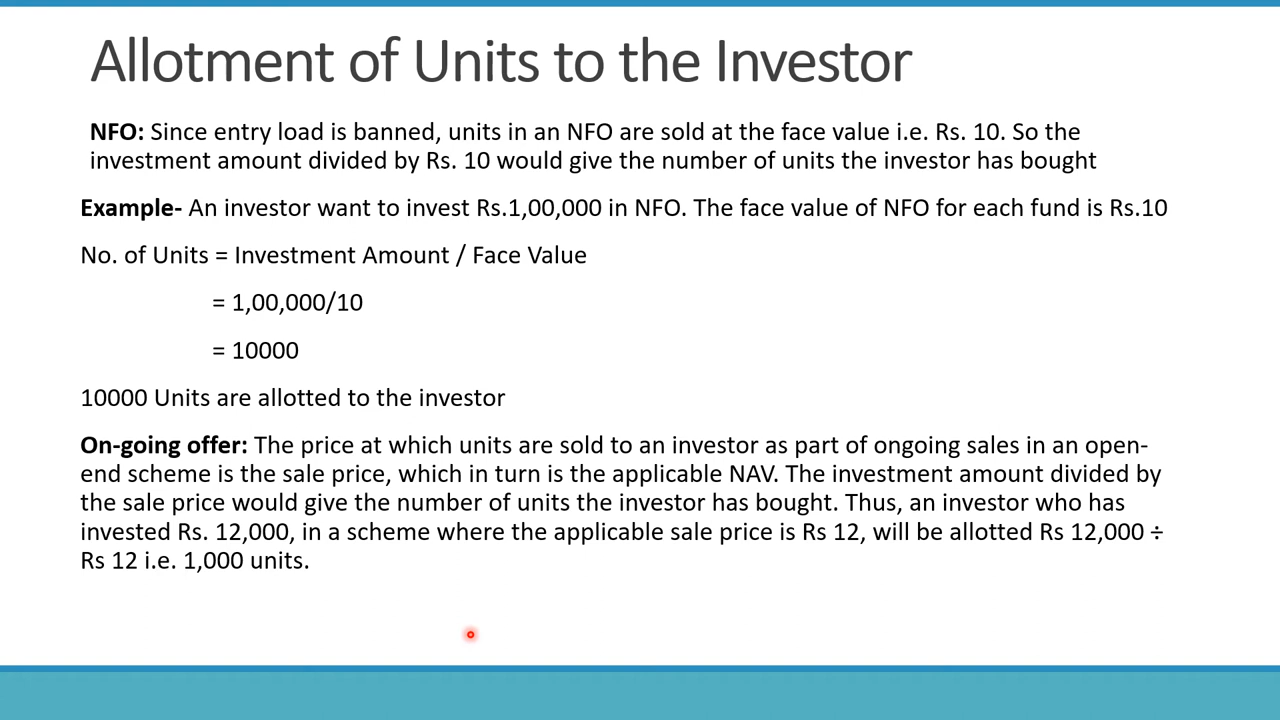 Allotment of Units to the Investor
NFO: Since entry load is banned, units in an NFO are sold at the face value i.e. Rs. 10. So the
investment amount divided by Rs. 10 would give the number of units the investor has bought
Example- An investor want to invest Rs.1,00,000 in NFO. The face value of NFO for each fund is Rs.10
No. of Units = Investment Amount / Face Value
= 1,00,000/10
= 10000
10000 Units are allotted to the investor
On-going offer: The price at which units are sold to an investor as part of ongoing sales in an open-
end scheme is the sale price, which in turn is the applicable NAV. The investment amount divided by
the sale price would give the number of units the investor has bought. Thus, an investor who has
invested Rs. 12,000, in a scheme where the applicable sale price is Rs 12, will be allotted Rs 12,000 ÷
Rs 12 i.e. 1,000 units.